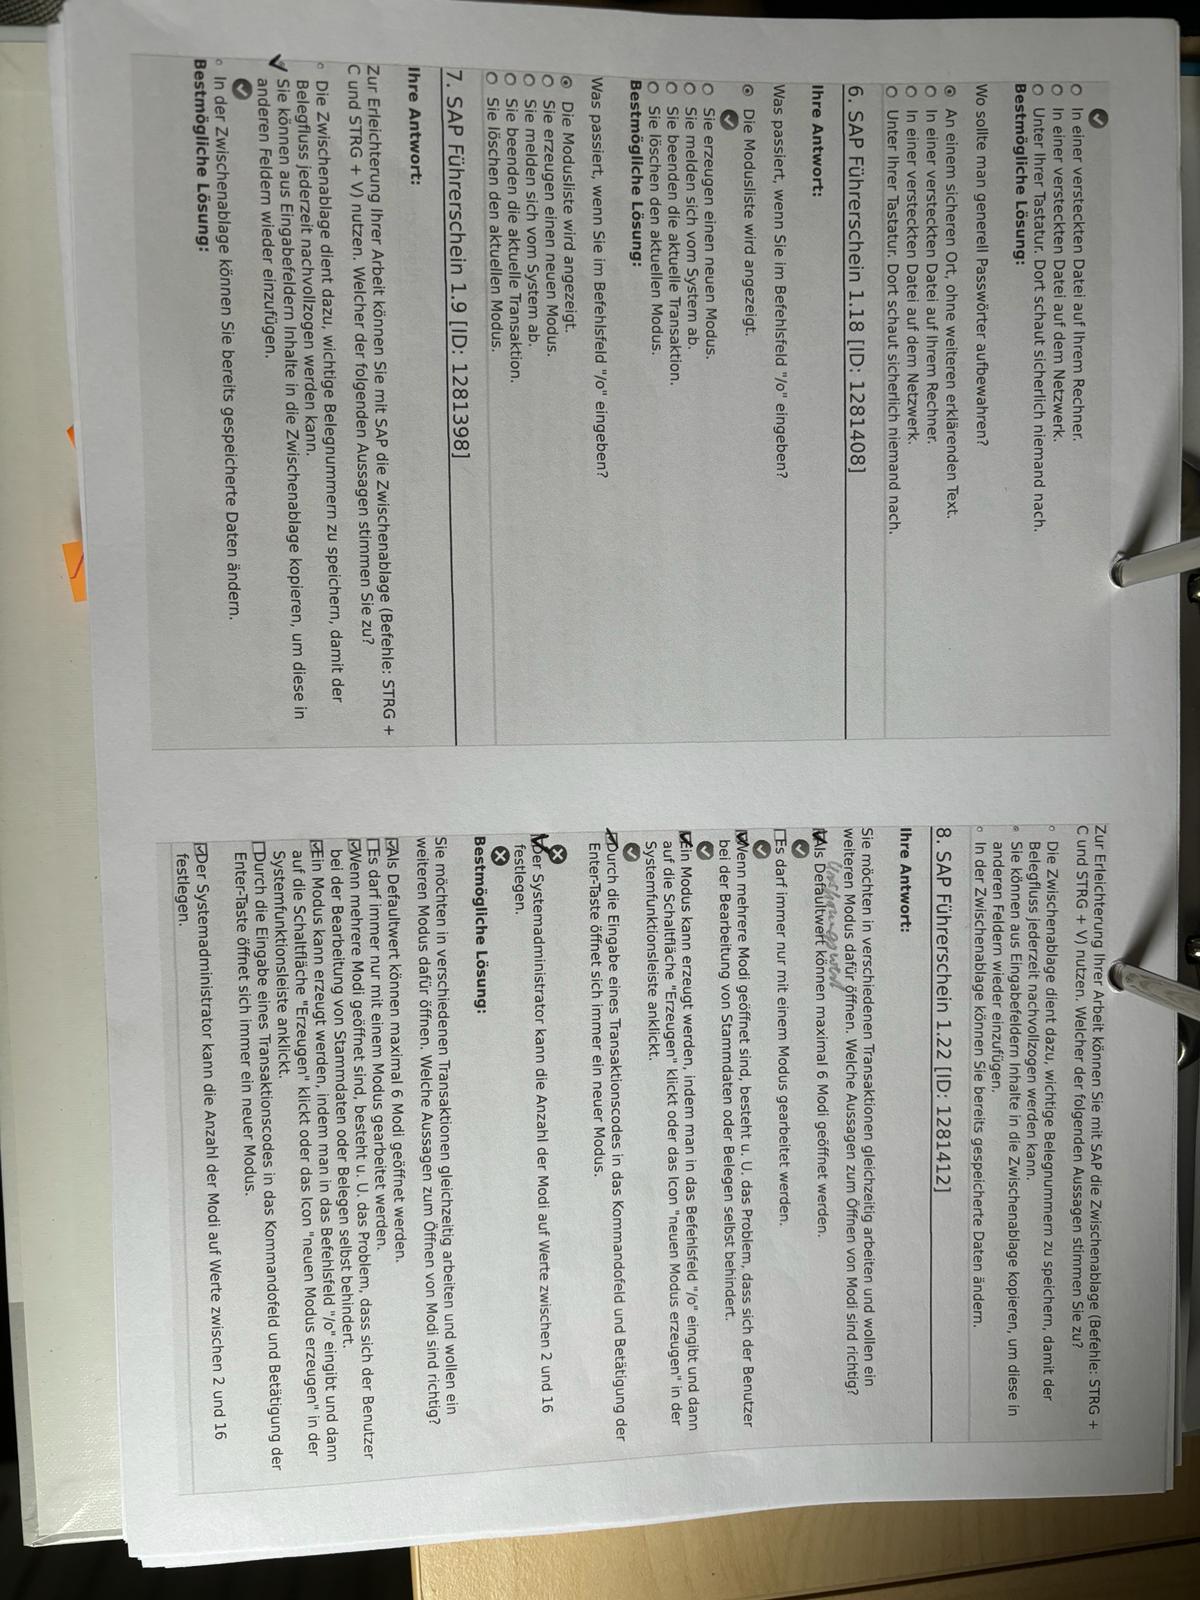 In einer versteckten Datei auf Ihrem Rechner.
In einer versteckten Datei auf dem Netzwerk.
Unter Ihrer Tastatur. Dort schaut sicherlich niemand nach.
Bestmögliche Lösung:
Wo sollte man generell Passwörter aufbewahren?
An einem sicheren Ort, ohne weiteren erklärenden Text.
In einer versteckten Datei auf Ihrem Rechner.
In einer versteckten Datei auf dem Netzwerk.
Unter Ihrer Tastatur. Dort schaut sicherlich niemand nach.
6. SAP Führerschein 1.18 [ID: 1281408]
Ihre Antwort:
Was passiert, wenn Sie im Befehlsfeld "/o" eingeben?
Die Modusliste wird angezeigt.
Sie erzeugen einen neuen Modus.
Sie melden sich vom System ab.
Sie beenden die aktuelle Transaktion.
Sie löschen den aktuellen Modus.
Bestmögliche Lösung:
Was passiert, wenn Sie im Befehlsfeld "/o" eingeben?
Die Modusliste wird angezeigt.
Sie erzeugen einen neuen Modus.
Sie melden sich vom System ab.
Sie beenden die aktuelle Transaktion.
Sie löschen den aktuellen Modus.
7. SAP Führerschein 1.9 [ID: 1281398]
Ihre Antwort:
Zur Erleichterung Ihrer Arbeit können Sie mit SAP die Zwischenablage (Befehle: STRG +
C und STRG + V) nutzen. Welcher der folgenden Aussagen stimmen Sie zu?
Die Zwischenablage dient dazu, wichtige Belegnummern zu speichern, damit der
Belegfluss jederzeit nachvollzogen werden kann.
Sie können aus Eingabefeldern Inhalte in die Zwischenablage kopieren, um diese in
anderen Feldern wieder einzufügen.
In der Zwischenablage können Sie bereits gespeicherte Daten ändern.
Bestmögliche Lösung:
Zur Erleichterung Ihrer Arbeit können Sie mit SAP die Zwischenablage (Befehle: STRG +
C und STRG + V) nutzen. Welcher der folgenden Aussagen stimmen Sie zu?
Die Zwischenablage dient dazu, wichtige Belegnummern zu speichern, damit der
Belegfluss jederzeit nachvollzogen werden kann.
Sie können aus Eingabefeldern Inhalte in die Zwischenablage kopieren, um diese in
anderen Feldern wieder einzufügen.
In der Zwischenablage können Sie bereits gespeicherte Daten ändern.
8. SAP Führerschein 1.22 [ID: 1281412]
Ihre Antwort:
Sie möchten in verschiedenen Transaktionen gleichzeitig arbeiten und wollen ein
weiteren Modus dafür öffnen. Welche Aussagen zum Öffnen von Modi sind richtig?
Ursprungswert
Als Defaultwert können maximal 6 Modi geöffnet werden.
Es darf immer nur mit einem Modus gearbeitet werden.
Wenn mehrere Modi geöffnet sind, besteht u. U. das Problem, dass sich der Benutzer
bei der Bearbeitung von Stammdaten oder Belegen selbst behindert.
Ein Modus kann erzeugt werden, indem man in das Befehlsfeld "/o" eingibt und dann
auf die Schaltfläche "Erzeugen" klickt oder das Icon "neuen Modus erzeugen" in der
Systemfunktionsleiste anklickt.
Durch die Eingabe eines Transaktionscodes in das Kommandofeld und Betätigung der
Enter-Taste öffnet sich immer ein neuer Modus.
Der Systemadministrator kann die Anzahl der Modi auf Werte zwischen 2 und 16
festlegen.
Bestmögliche Lösung:
Sie möchten in verschiedenen Transaktionen gleichzeitig arbeiten und wollen ein
weiteren Modus dafür öffnen. Welche Aussagen zum Öffnen von Modi sind richtig?
Als Defaultwert können maximal 6 Modi geöffnet werden.
Es darf immer nur mit einem Modus gearbeitet werden.
Wenn mehrere Modi geöffnet sind, besteht u. U. das Problem, dass sich der Benutzer
bei der Bearbeitung von Stammdaten oder Belegen selbst behindert.
Ein Modus kann erzeugt werden, indem man in das Befehlsfeld "/o" eingibt und dann
auf die Schaltfläche "Erzeugen" klickt oder das Icon "neuen Modus erzeugen" in der
Systemfunktionsleiste anklickt.
Durch die Eingabe eines Transaktionscodes in das Kommandofeld und Betätigung der
Enter-Taste öffnet sich immer ein neuer Modus.
Der Systemadministrator kann die Anzahl der Modi auf Werte zwischen 2 und 16
festlegen.